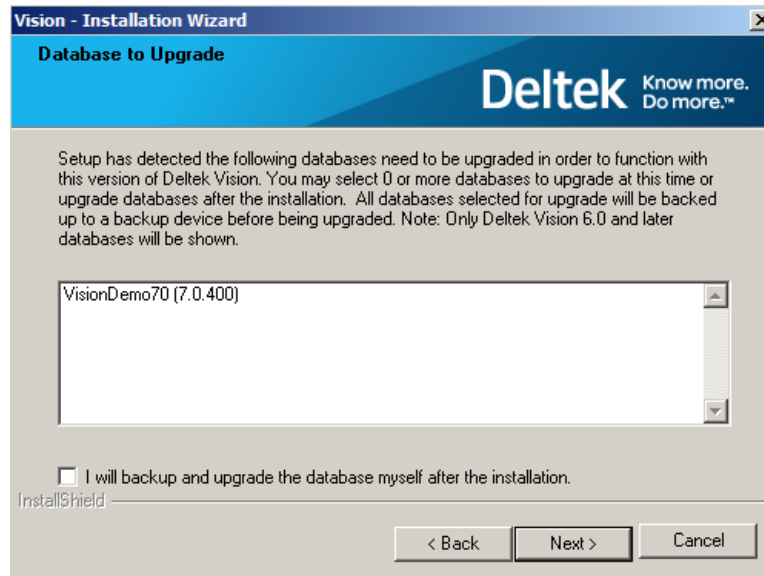 Vision - Installation Wizard
Database to Upgrade
Deltek Know more.
Do more.™
Setup has detected the following databases need to be upgraded in order to function with
this version of Deltek Vision. You may select 0 or more databases to upgrade at this time or
upgrade databases after the installation.  All databases selected for upgrade will be backed
up to a backup device before being upgraded. Note: Only Deltek Vision 6.0 and later
databases will be shown.
VisionDemo70 (7.0.400)
I will backup and upgrade the database myself after the installation.
InstallShield
< Back
Next >
Cancel